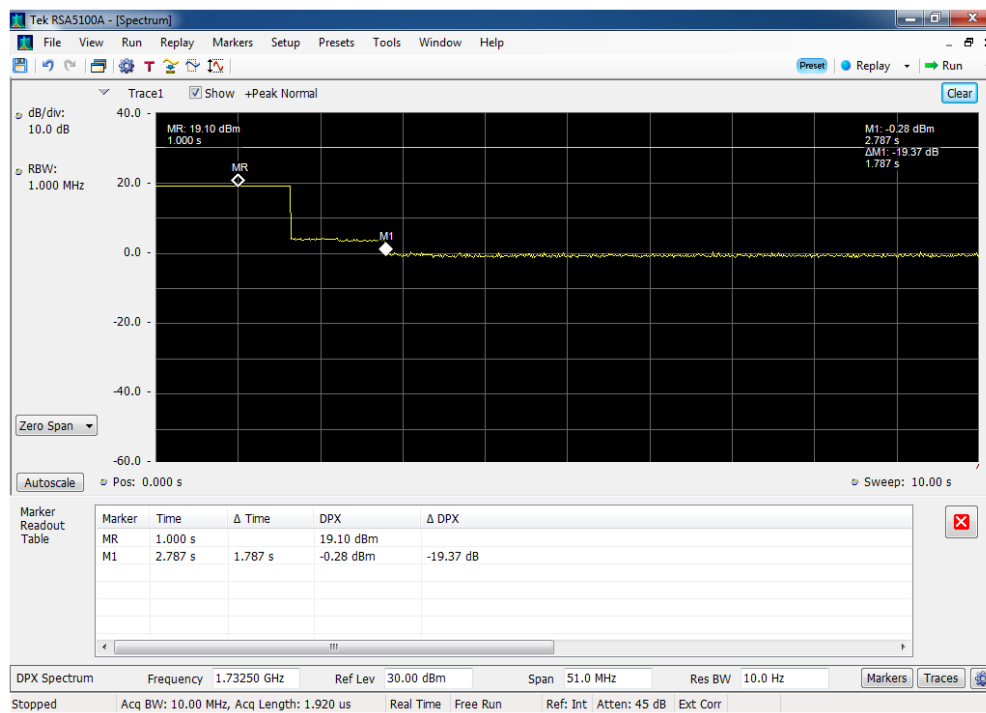 Tek RSA5100A - [Spectrum]
File View Run Replay Markers Setup Presets Tools Window Help
T Preset Replay Run
Trace1 Show +Peak Normal Clear
dB/div:
10.0 dB
RBW:
1.000 MHz
40.0 -
20.0 -
0.0 -
-20.0 -
-40.0 -
-60.0 -
MR: 19.10 dBm
1.000 s
MR
M1
M1: -0.28 dBm
2.787 s
ΔM1: -19.37 dB
1.787 s
Zero Span
Autoscale Pos: 0.000 s Sweep: 10.00 s
Marker
Readout
Table
Marker Time Δ Time DPX Δ DPX
MR 1.000 s 19.10 dBm
M1 2.787 s 1.787 s -0.28 dBm -19.37 dB
DPX Spectrum Frequency 1.73250 GHz Ref Lev 30.00 dBm Span 51.0 MHz Res BW 10.0 Hz Markers Traces
Stopped Acq BW: 10.00 MHz, Acq Length: 1.920 us Real Time Free Run Ref: Int Atten: 45 dB Ext Corr